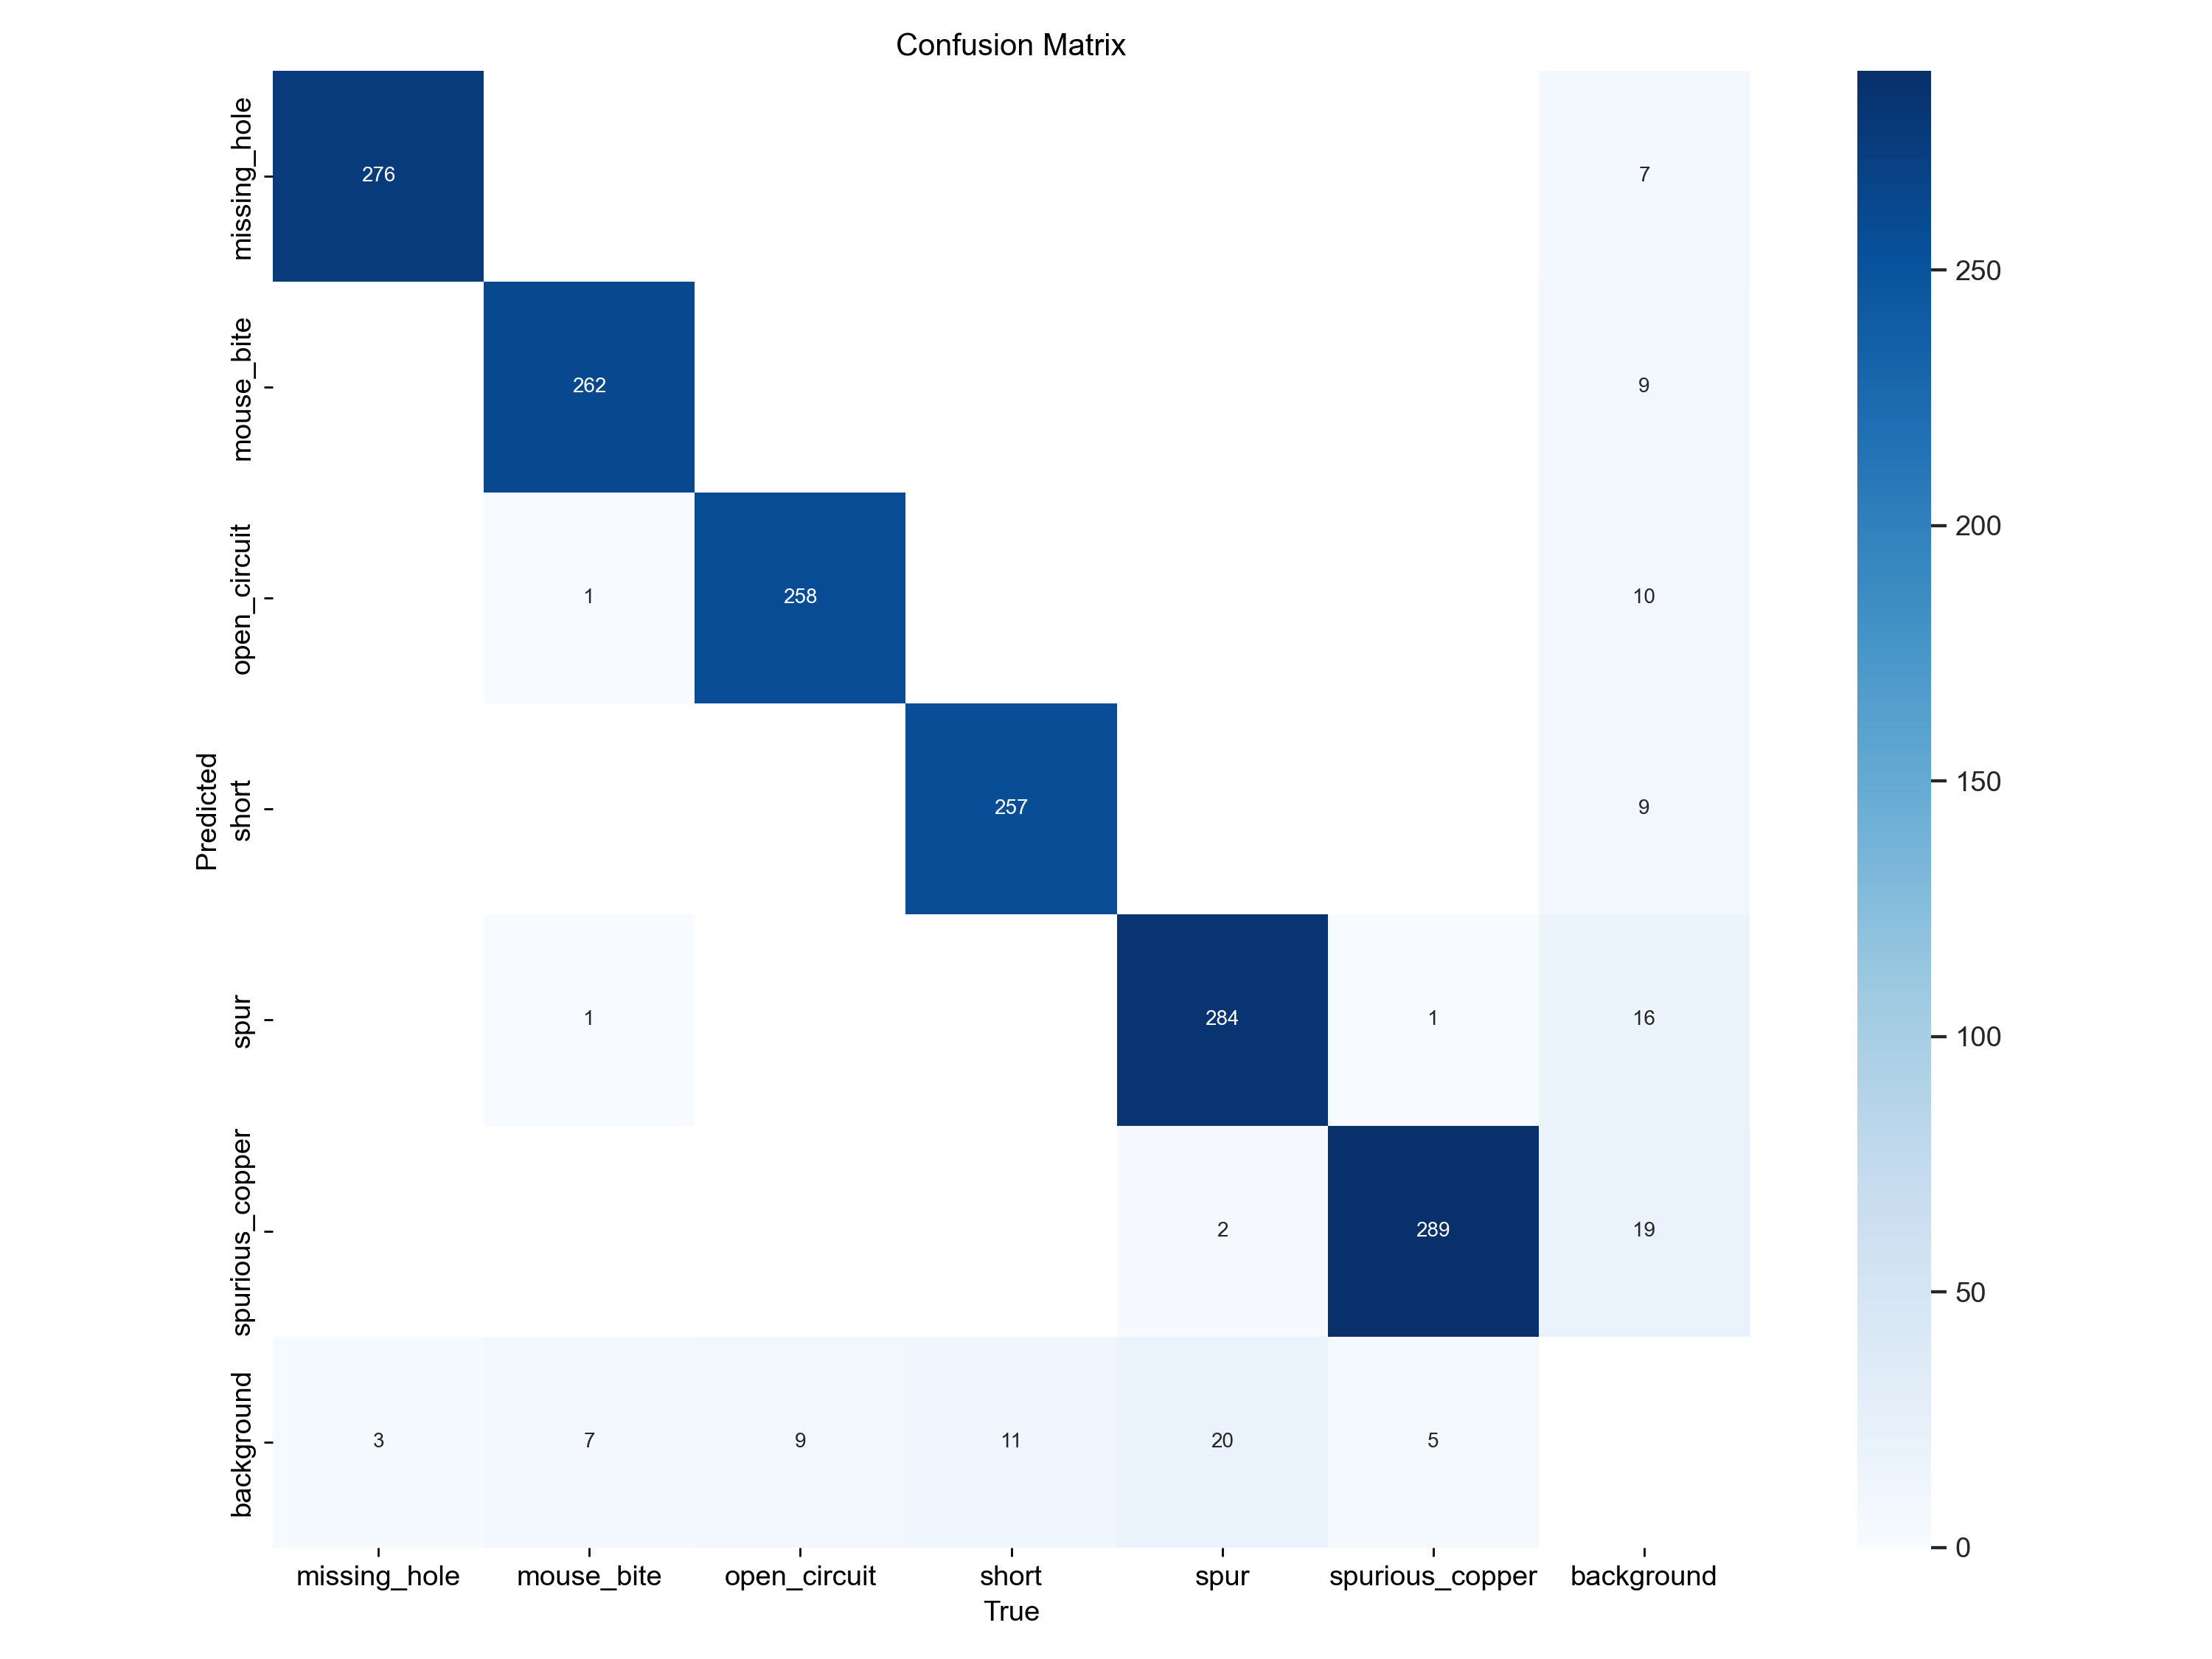 Confusion Matrix
Predicted
missing_hole
276
7
mouse_bite
262
9
open_circuit
1
258
10
short
257
9
spur
1
284
1
16
spurious_copper
2
289
19
background
3
7
9
11
20
5
missing_hole
mouse_bite
open_circuit
short
spur
spurious_copper
background
True
250
200
150
100
50
0